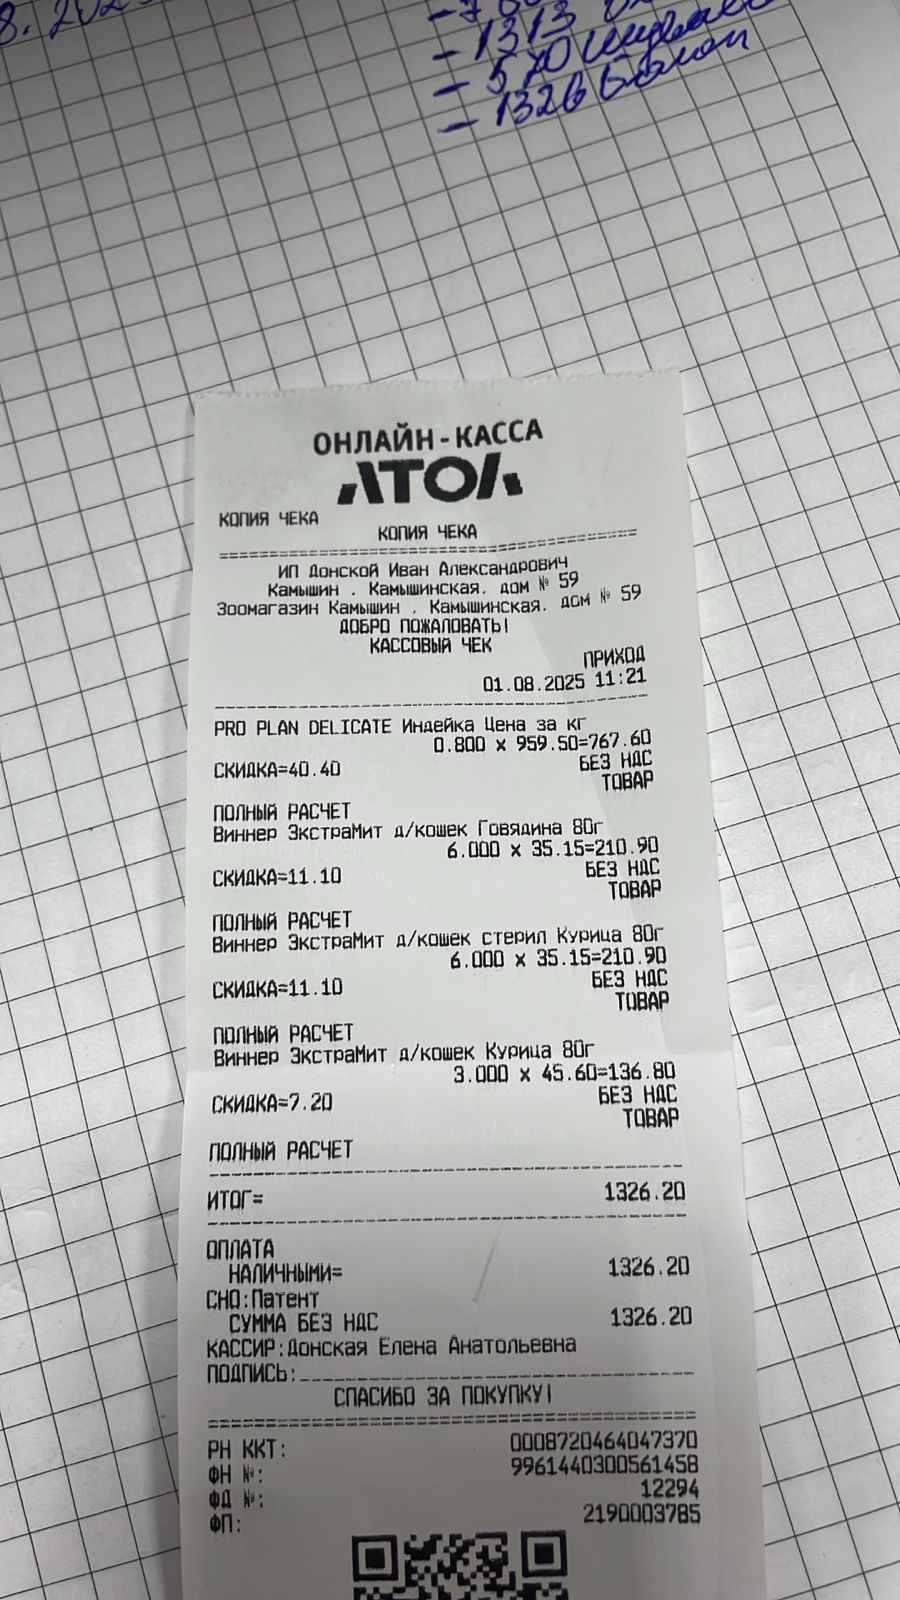 - 1313
- 570
- 1326
ОНЛАЙН-КАССА
АТОЛ
КОПИЯ ЧЕКА
КОПИЯ ЧЕКА
ИП Донской Иван Александрович
Камышин , Камышинская, дом № 59
Зоомагазин Камышин , Камышинская, дом № 59
ДОБРО ПОЖАЛОВАТЬ!
КАССОВЫЙ ЧЕК
ПРИХОД
01.08.2025 11:21
PRO PLAN DELICATE Индейка Цена за кг
0.800 x 959.50=767.60
СКИДКА=40.40 БЕЗ НДС
ТОВАР
ПОЛНЫЙ РАСЧЕТ
Виннер ЭкстраМит д/кошек Говядина 80г
6.000 x 35.15=210.90
СКИДКА=11.10 БЕЗ НДС
ТОВАР
ПОЛНЫЙ РАСЧЕТ
Виннер ЭкстраМит д/кошек стерил Курица 80г
6.000 x 35.15=210.90
СКИДКА=11.10 БЕЗ НДС
ТОВАР
ПОЛНЫЙ РАСЧЕТ
Виннер ЭкстраМит д/кошек Курица 80г
3.000 x 45.60=136.80
СКИДКА=7.20 БЕЗ НДС
ТОВАР
ПОЛНЫЙ РАСЧЕТ
ИТОГ= 1326.20
ОПЛАТА
НАЛИЧНЫМИ= 1326.20
СНО:Патент
СУММА БЕЗ НДС 1326.20
КАССИР:Донская Елена Анатольевна
ПОДПИСЬ:
СПАСИБО ЗА ПОКУПКУ!
РН ККТ: 0008720464047370
ФН №: 9961440300561458
ФД №: 12294
ФП: 2190003785